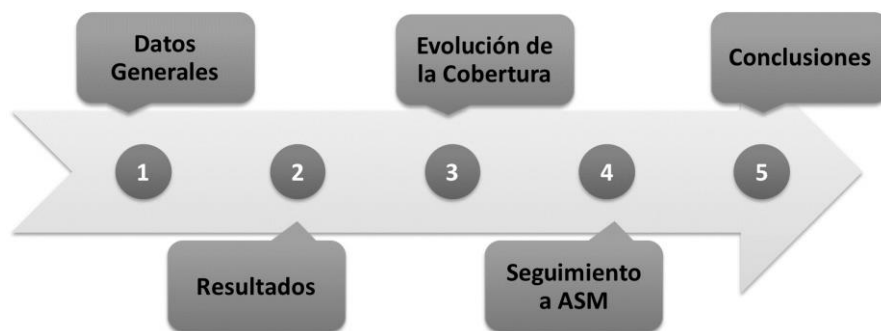 Datos
Generales
Evolución de
la Cobertura
Conclusiones
1
2
3
4
5
Resultados
Seguimiento
a ASM